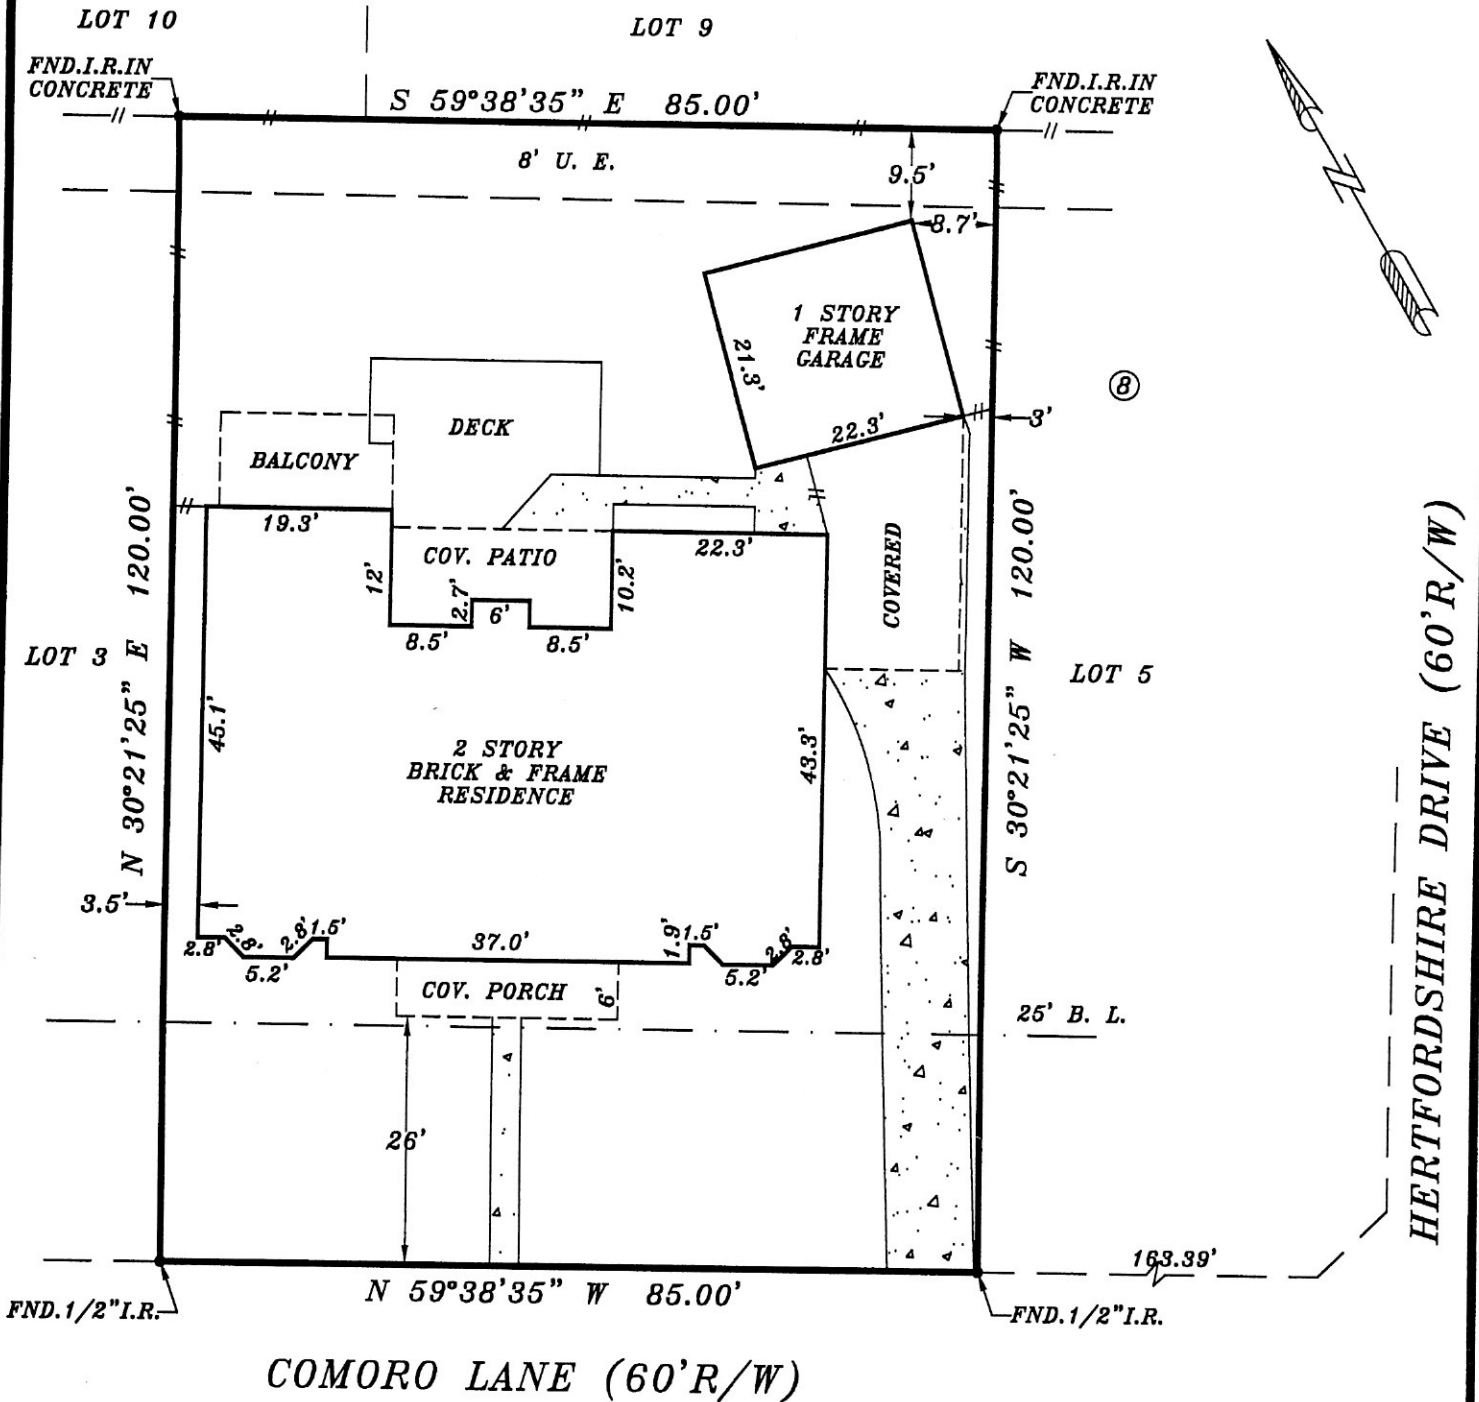 LOT 10
LOT 9
FND.I.R.IN
CONCRETE
S 59°38'35" E 85.00'
FND.I.R.IN
CONCRETE
8' U. E.
9.5'
8.7'
1 STORY
FRAME
GARAGE
21.3'
22.3'
3'
8
DECK
BALCONY
19.3'
COV. PATIO
22.3'
12'
2.7'
6'
10.2'
8.5'
8.5'
COVERED
N 30°21'25" E 120.00'
S 30°21'25" W 120.00'
LOT 3
LOT 5
45.1'
43.3'
2 STORY
BRICK & FRAME
RESIDENCE
3.5'
2.8'
2.8'
5.2'
2.8'
1.5'
37.0'
1.9'
1.5'
5.2'
2.8'
2.8'
COV. PORCH
6'
25' B. L.
26'
HERTFORDSHIRE DRIVE (60'R/W)
163.39'
N 59°38'35" W 85.00'
FND.1/2"I.R.
FND.1/2"I.R.
COMORO LANE (60'R/W)